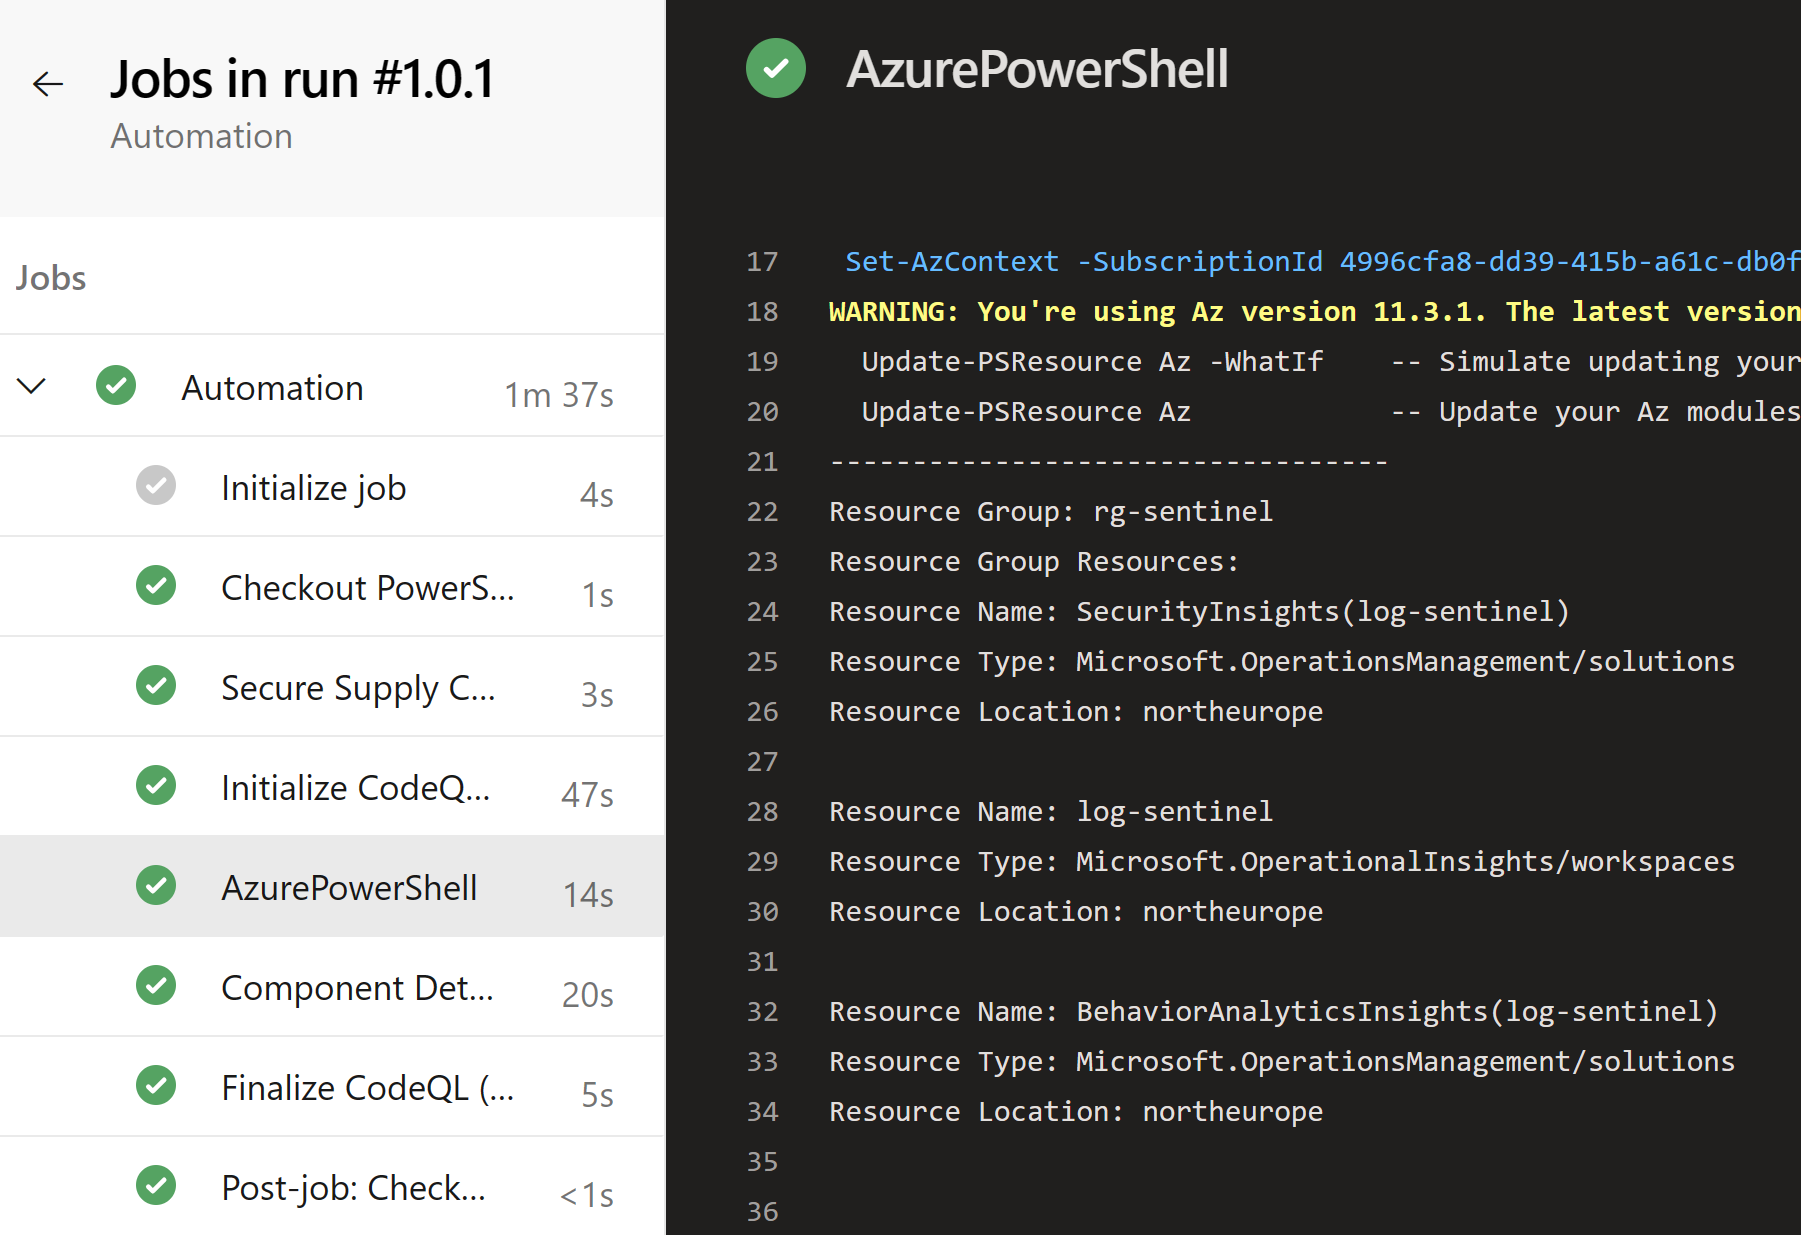 Jobs in run #1.0.1
Automation
Jobs
Automation 1m 37s
Initialize job 4s
Checkout PowerS... 1s
Secure Supply C... 3s
Initialize CodeQ... 47s
AzurePowerShell 14s
Component Det... 20s
Finalize CodeQL (... 5s
Post-job: Check... <1s
AzurePowerShell
17 Set-AzContext -SubscriptionId 4996cfa8-dd39-415b-a61c-db0f
18 WARNING: You're using Az version 11.3.1. The latest version
19 Update-PSResource Az -WhatIf -- Simulate updating your
20 Update-PSResource Az -- Update your Az modules
21 ----------------------------------
22 Resource Group: rg-sentinel
23 Resource Group Resources:
24 Resource Name: SecurityInsights(log-sentinel)
25 Resource Type: Microsoft.OperationsManagement/solutions
26 Resource Location: northeurope
27
28 Resource Name: log-sentinel
29 Resource Type: Microsoft.OperationalInsights/workspaces
30 Resource Location: northeurope
31
32 Resource Name: BehaviorAnalyticsInsights(log-sentinel)
33 Resource Type: Microsoft.OperationsManagement/solutions
34 Resource Location: northeurope
35
36